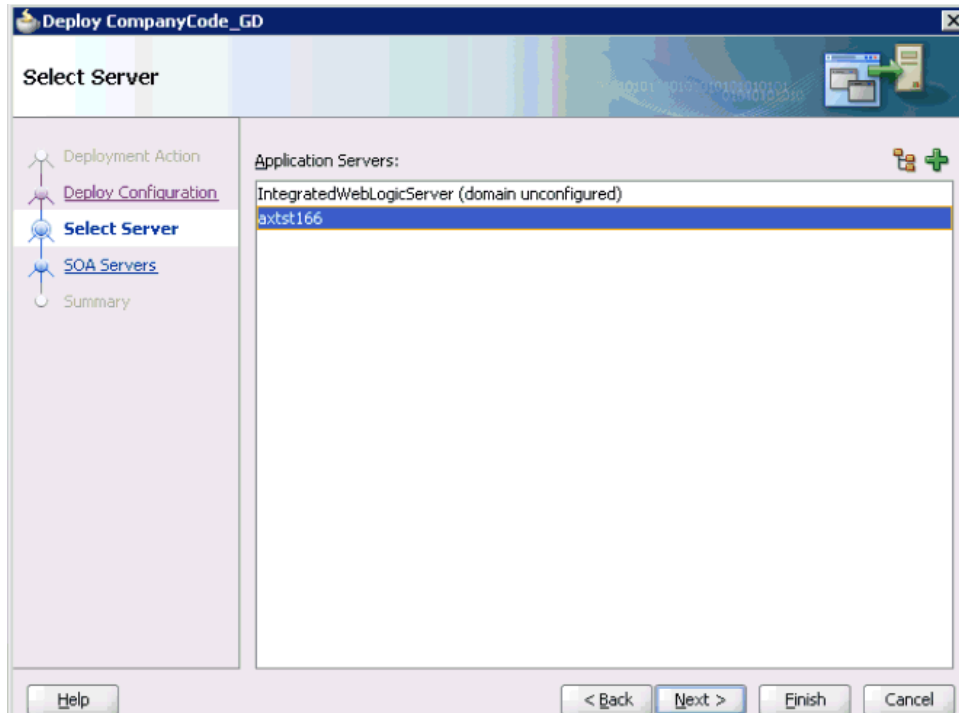 Deploy CompanyCode_GD
Select Server
Deployment Action
Deploy Configuration
Select Server
SOA Servers
Summary
Application Servers:
IntegratedWebLogicServer (domain unconfigured)
axtst166
Help
< Back
Next >
Finish
Cancel